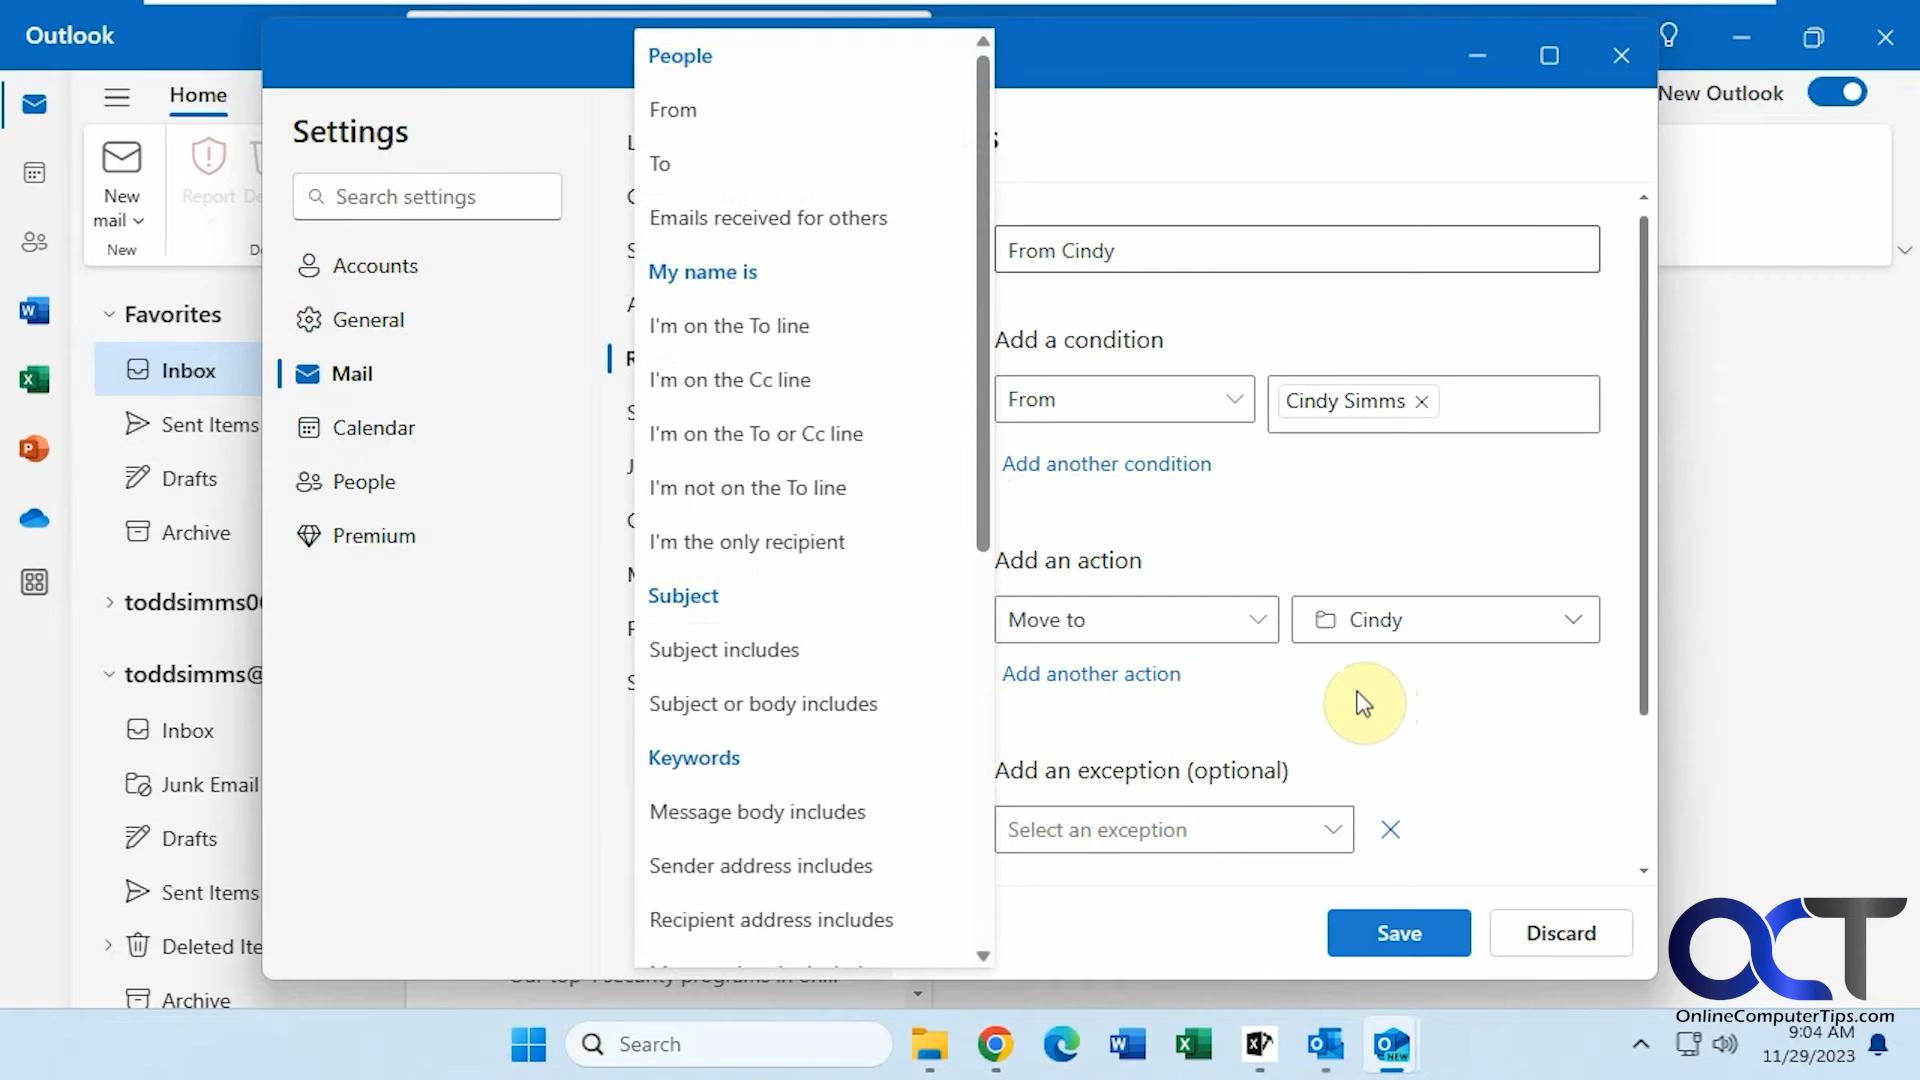 Outlook
New Outlook
Home
New
mail
Report
New
Favorites
Inbox
Sent Items
Drafts
Archive
toddsimms0
toddsimms@
Inbox
Junk Email
Drafts
Sent Items
Deleted Ite
Archive
Settings
Search settings
Accounts
General
Mail
Calendar
People
Premium
People
From
To
Emails received for others
My name is
I'm on the To line
I'm on the Cc line
I'm on the To or Cc line
I'm not on the To line
I'm the only recipient
Subject
Subject includes
Subject or body includes
Keywords
Message body includes
Sender address includes
Recipient address includes
From Cindy
Add a condition
From
Cindy Simms
Add another condition
Add an action
Move to
Cindy
Add another action
Add an exception (optional)
Select an exception
Save
Discard
OCT
OnlineComputerTips.com
Search
NEW
9:04 AM
11/29/2023